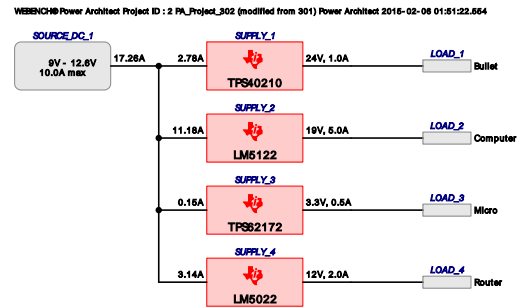 WEBENCH® Power Architect Project ID : 2 PA_Project_302 (modified from 301) Power Architect 2015-02-06 01:51:22.554
SOURCE_DC_1
9V - 12.6V
10.0A max
17.26A
SUPPLY_1
2.78A
TPS40210
24V, 1.0A
LOAD_1
Bullet
SUPPLY_2
11.18A
LM5122
19V, 5.0A
LOAD_2
Computer
SUPPLY_3
0.15A
TPS62172
3.3V, 0.5A
LOAD_3
Micro
SUPPLY_4
3.14A
LM5022
12V, 2.0A
LOAD_4
Router